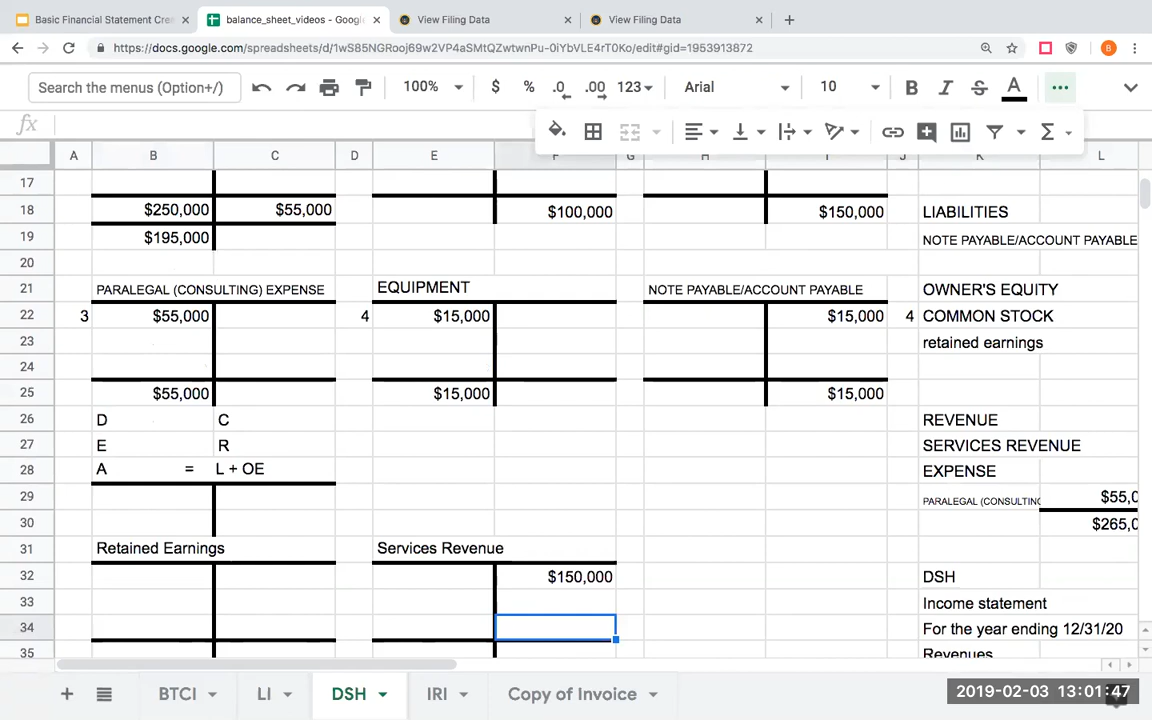 Basic Financial Statement Crea
balance_sheet_videos - Google
View Filing Data
View Filing Data
https://docs.google.com/spreadsheets/d/1wS85NGRooj69w2VP4aSMtQZwtwnPu-0iYbVLE4rT0Ko/edit#gid=1953913872
B
Search the menus (Option+/)
100% $ % .0 .00 123 Arial 10 B I S A
fx
A B C D E F G H I J K L
17
18 $250,000 $55,000 $100,000 $150,000 LIABILITIES
19 $195,000 NOTE PAYABLE/ACCOUNT PAYABLE
20
21 PARALEGAL (CONSULTING) EXPENSE EQUIPMENT NOTE PAYABLE/ACCOUNT PAYABLE OWNER'S EQUITY
22 3 $55,000 4 $15,000 $15,000 4 COMMON STOCK
23 retained earnings
24
25 $55,000 $15,000 $15,000
26 D C REVENUE
27 E R SERVICES REVENUE
28 A = L + OE EXPENSE
29 PARALEGAL (CONSULTING $55,0
30 $265,0
31 Retained Earnings Services Revenue
32 $150,000 DSH
33 Income statement
34 For the year ending 12/31/20
35 Revenues
+ BTCI LI DSH IRI Copy of Invoice
2019-02-03 13:01:47